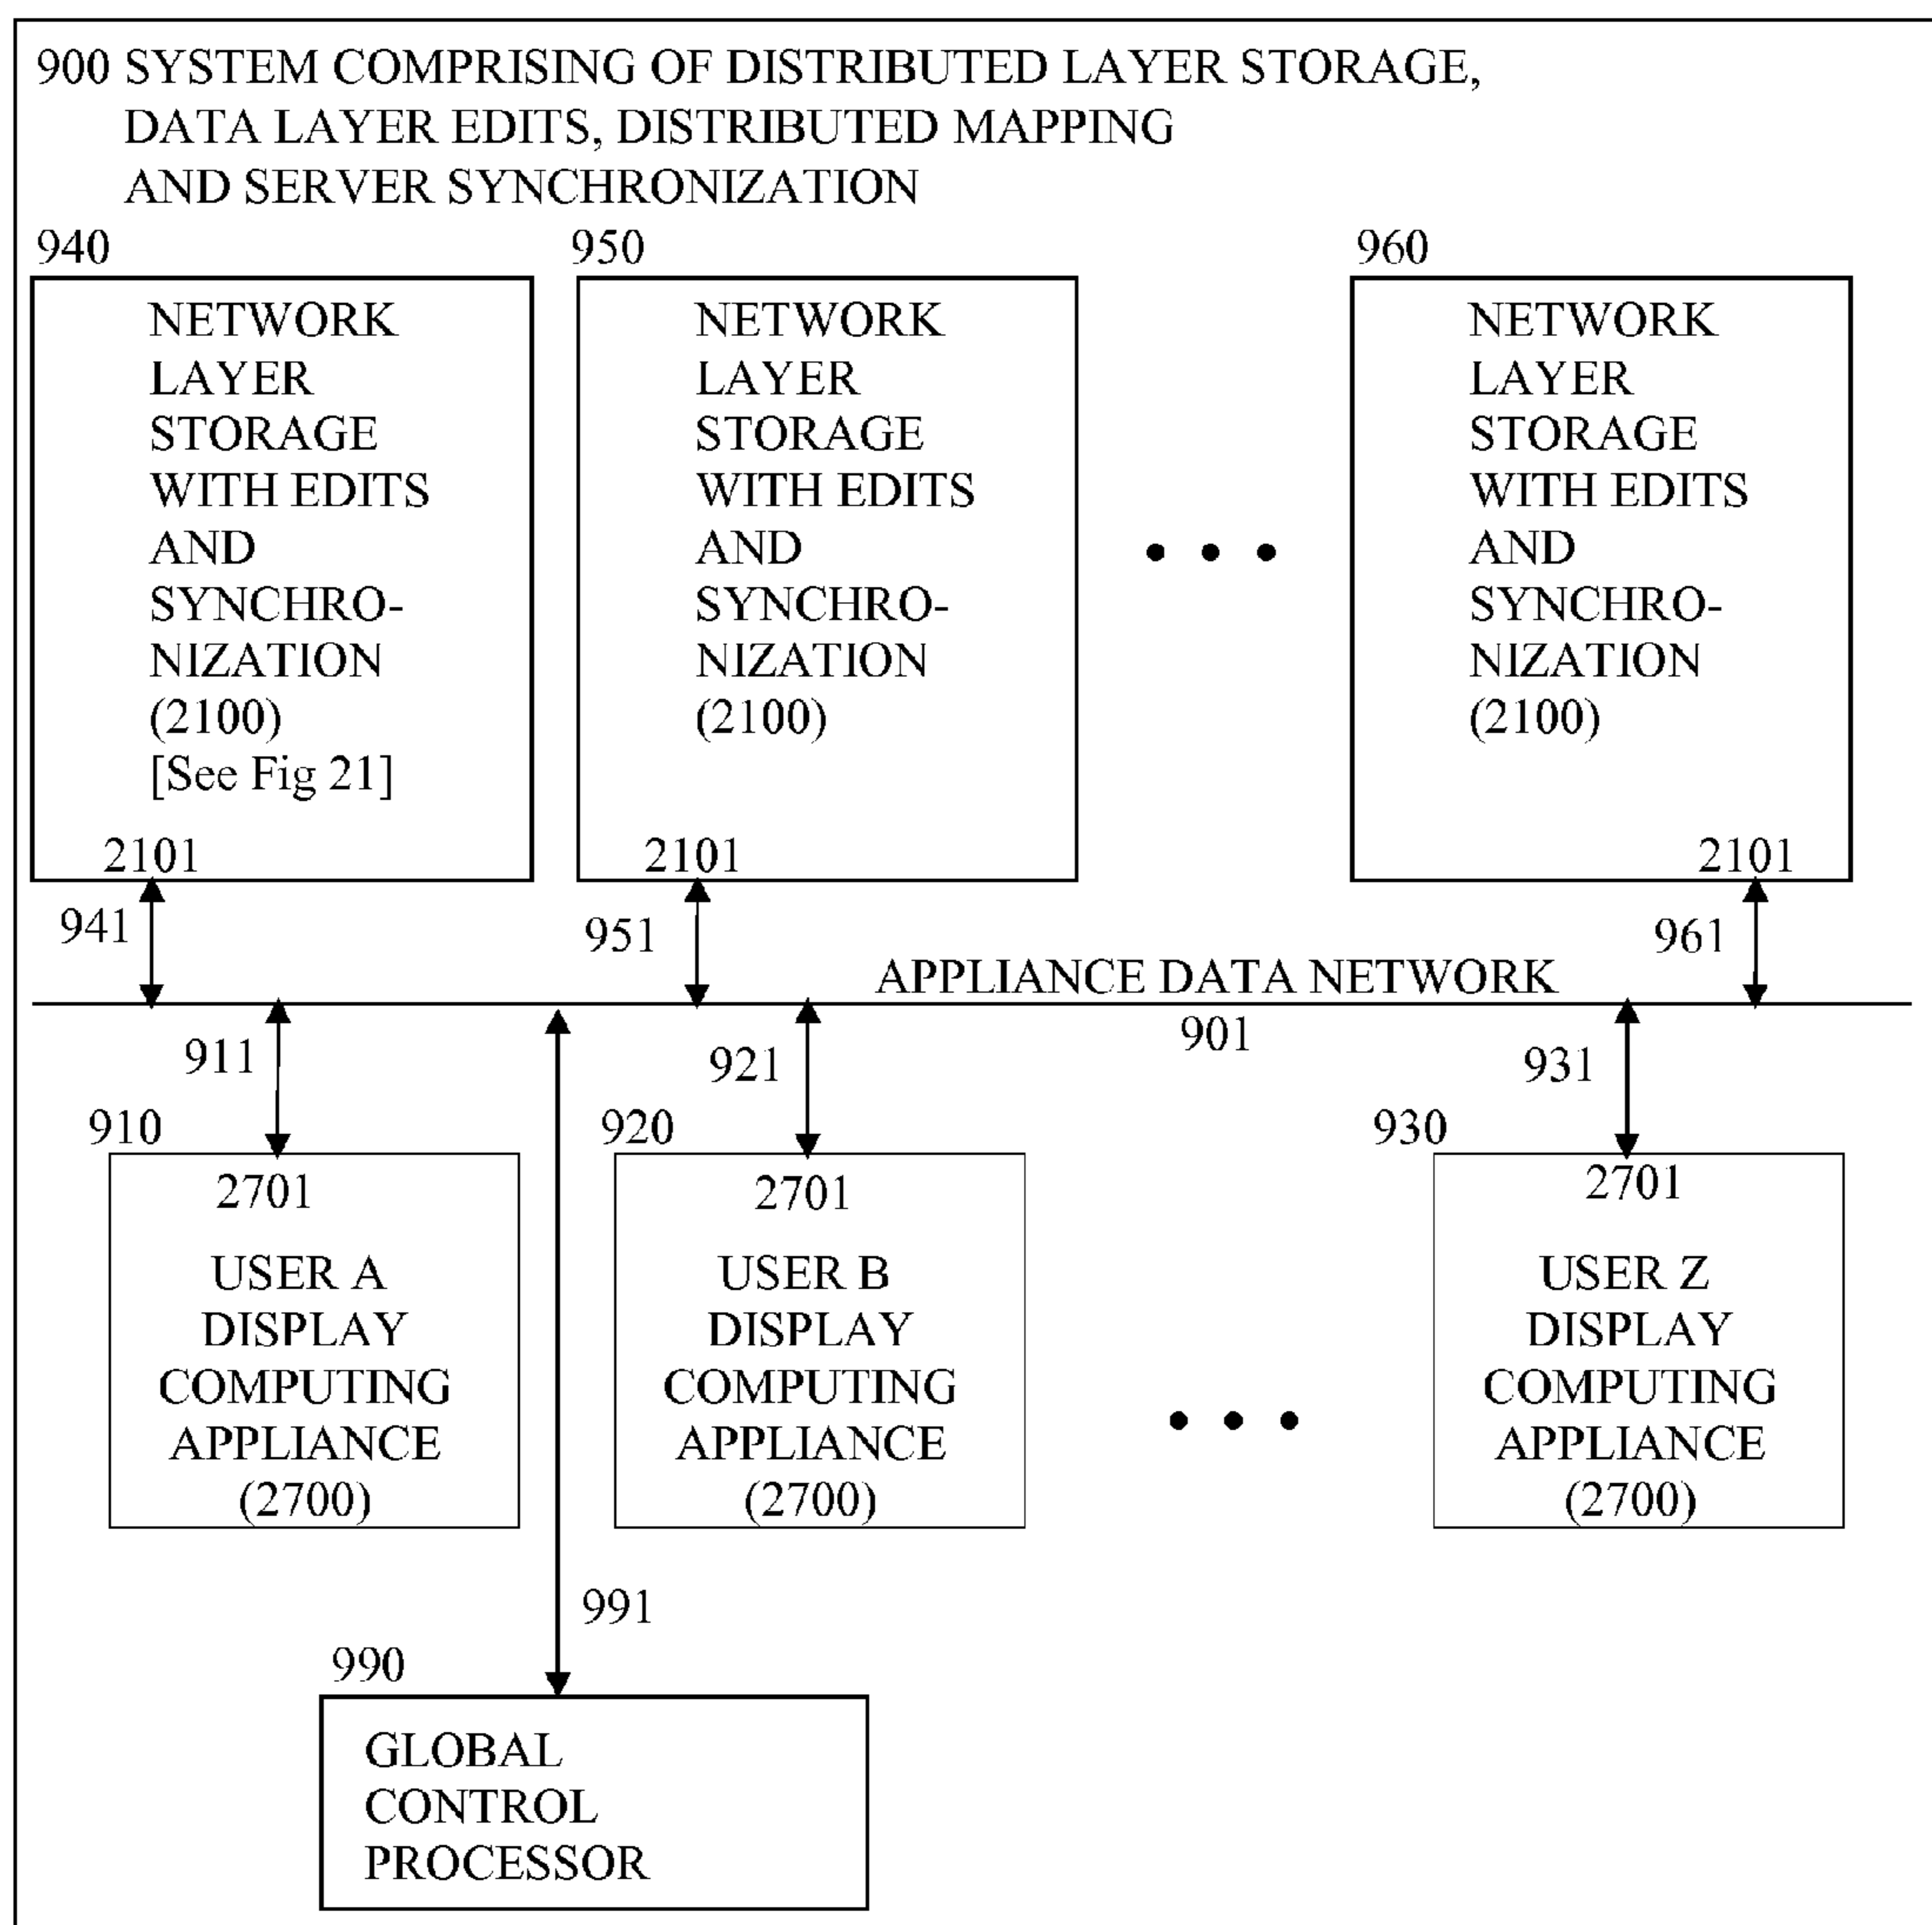 900 SYSTEM COMPRISING OF DISTRIBUTED LAYER STORAGE,
DATA LAYER EDITS, DISTRIBUTED MAPPING
AND SERVER SYNCHRONIZATION
940
NETWORK
LAYER
STORAGE
WITH EDITS
AND
SYNCHRO-
NIZATION
(2100)
[See Fig 21]
2101
950
NETWORK
LAYER
STORAGE
WITH EDITS
AND
SYNCHRO-
NIZATION
(2100)
2101
960
NETWORK
LAYER
STORAGE
WITH EDITS
AND
SYNCHRO-
NIZATION
(2100)
2101
941
951
961
APPLIANCE DATA NETWORK
901
911
921
931
910
2701
USER A
DISPLAY
COMPUTING
APPLIANCE
(2700)
920
2701
USER B
DISPLAY
COMPUTING
APPLIANCE
(2700)
930
2701
USER Z
DISPLAY
COMPUTING
APPLIANCE
(2700)
991
990
GLOBAL
CONTROL
PROCESSOR